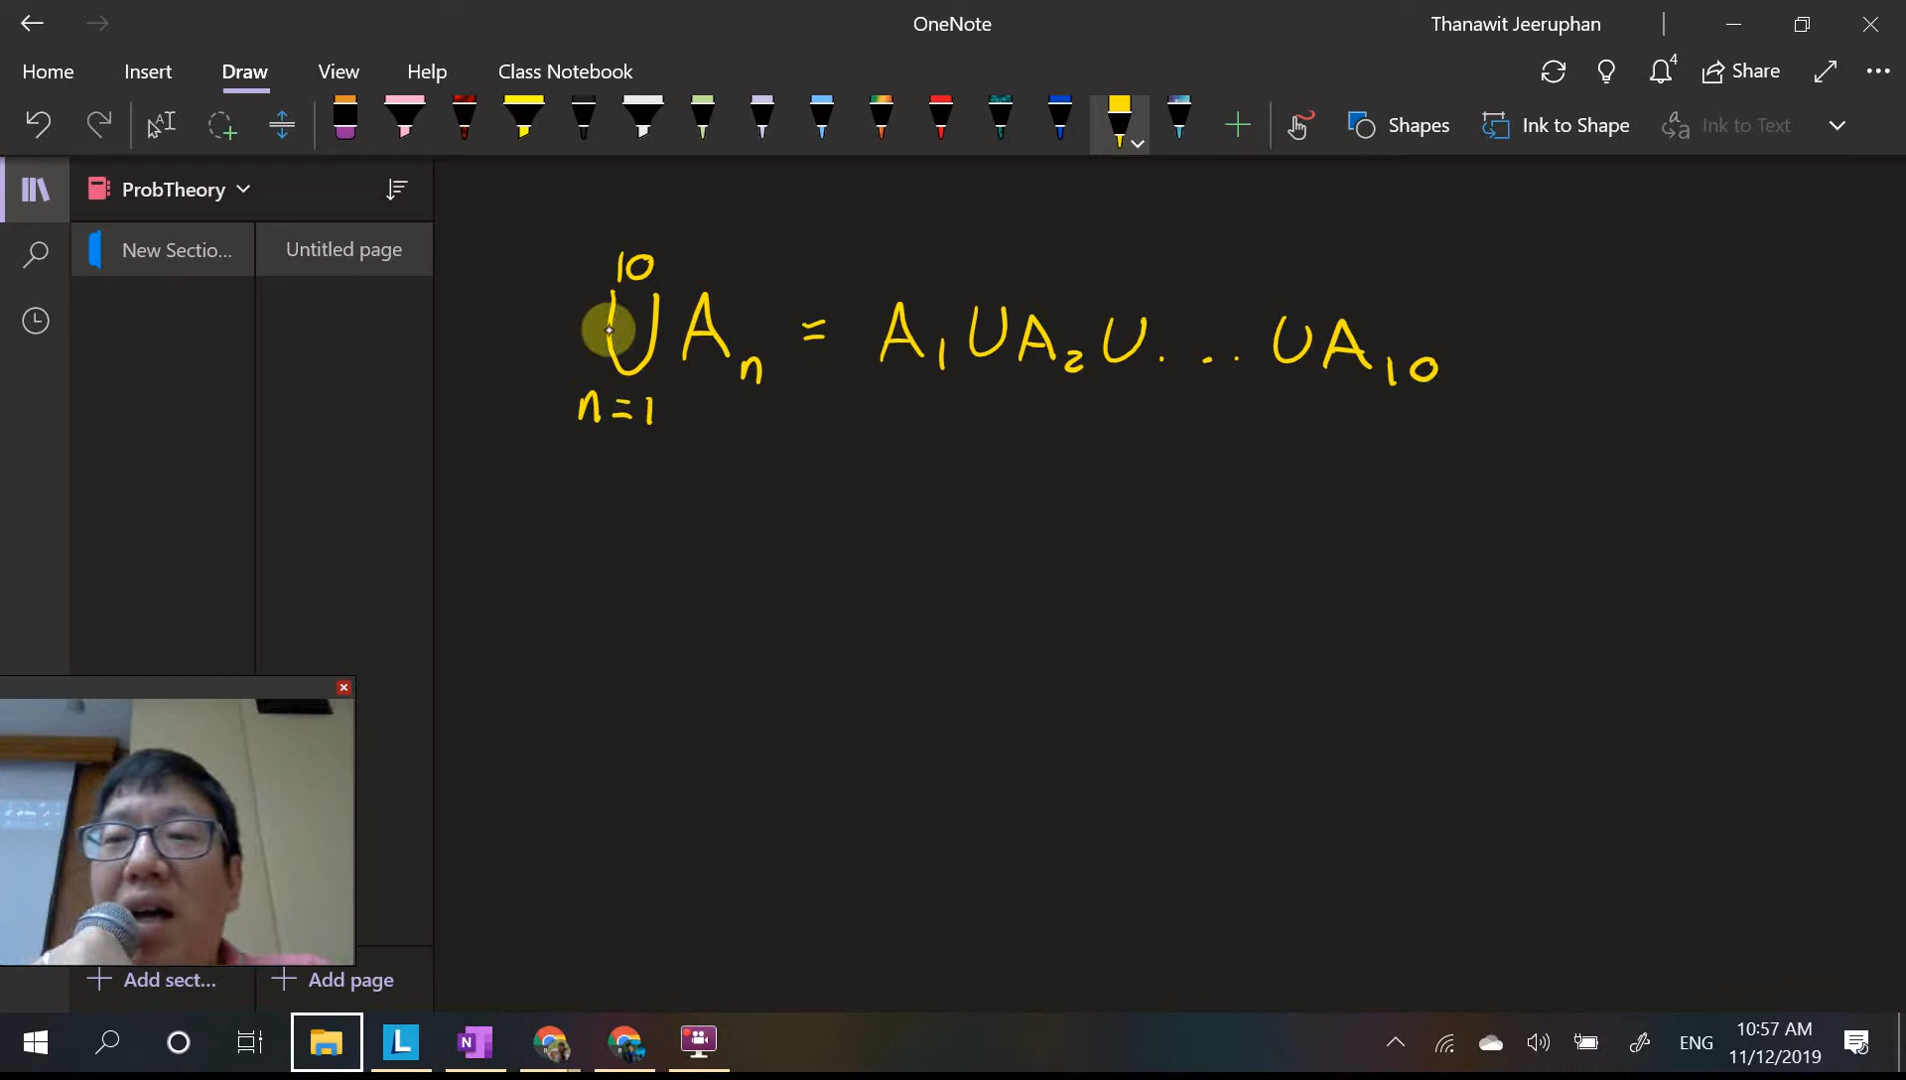 OneNote
Thanawit Jeeruphan
Home Insert Draw View Help Class Notebook
4
Share
Shapes
Ink to Shape
Ink to Text
ProbTheory
New Sectio...
Untitled page
10
⋃ Aₙ = A₁ ∪ A₂ ∪ . . . ∪ A₁₀
n = 1
+ Add sect...
+ Add page
ENG
10:57 AM
11/12/2019